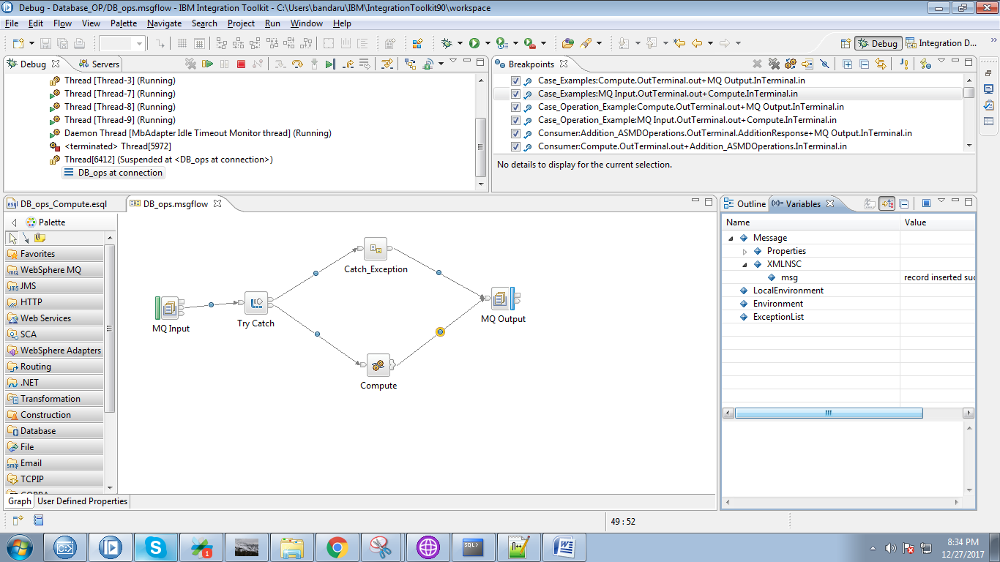 Debug - Database_OP/DB_ops.msgflow - IBM Integration Toolkit - C:\Users\bandaru\IBM\IntegrationToolkit90\workspace
File Edit Flow View Palette Navigate Search Project Run Window Help
Debug Integration D...
Debug Servers
Thread [Thread-3] (Running)
Thread [Thread-7] (Running)
Thread [Thread-8] (Running)
Thread [Thread-9] (Running)
Daemon Thread [MbAdapter Idle Timeout Monitor thread] (Running)
<terminated> Thread[5972]
Thread[6412] (Suspended at <DB_ops at connection>)
DB_ops at connection
Breakpoints
Case_Examples:Compute.OutTerminal.out+MQ Output.InTerminal.in
Case_Examples:MQ Input.OutTerminal.out+Compute.InTerminal.in
Case_Operation_Example:Compute.OutTerminal.out+MQ Output.InTerminal.in
Case_Operation_Example:MQ Input.OutTerminal.out+Compute.InTerminal.in
Consumer:Addition_ASMDOperations.OutTerminal.AdditionResponse+MQ Output.InTerminal.in
Consumer:Compute.OutTerminal.out+Addition_ASMDOperations.InTerminal.in
No details to display for the current selection.
DB_ops_Compute.esql DB_ops.msgflow
Palette
Favorites
WebSphere MQ
JMS
HTTP
Web Services
SCA
WebSphere Adapters
Routing
.NET
Transformation
Construction
Database
File
Email
TCPIP
Graph User Defined Properties
MQ Input
Try Catch
Catch_Exception
Compute
MQ Output
Outline (x)= Variables
Name Value
Message
Properties
XMLNSC
msg record inserted suc
LocalEnvironment
Environment
ExceptionList
49 : 52
8:34 PM
12/27/2017